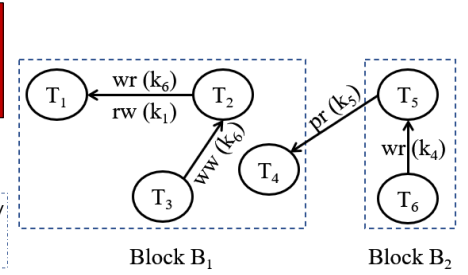 wr (k₆)
T₁
T₂
rw (k₁)
ww (k₆)
T₃
T₄
pr (k₅)
T₅
wr (k₄)
T₆
y
Block B₁
Block B₂